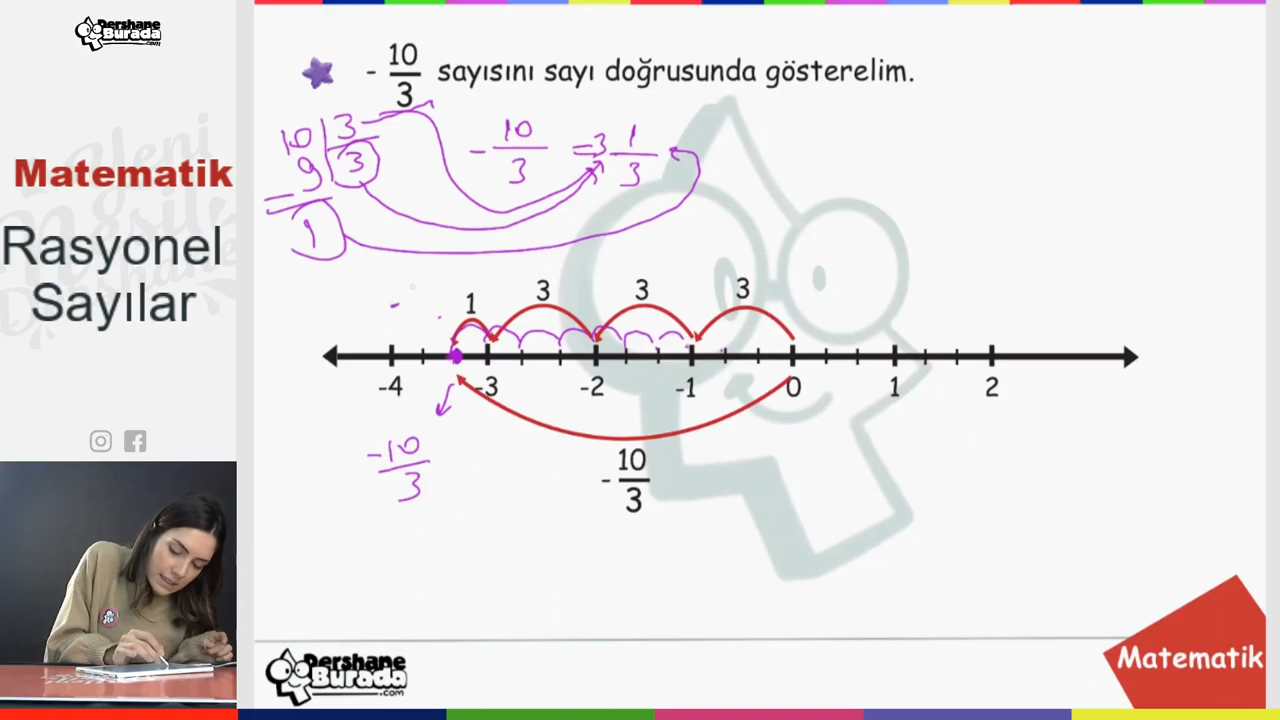 Dershane
Burada
.com
- 10/3 sayısını sayı doğrusunda gösterelim.
10 | 3
9 3
1
- 10/3 = -3 1/3
Matematik
Rasyonel
Sayılar
1 3 3 3
-4 -3 -2 -1 0 1 2
-10/3
- 10/3
Dershane
Burada
.com
Matematik